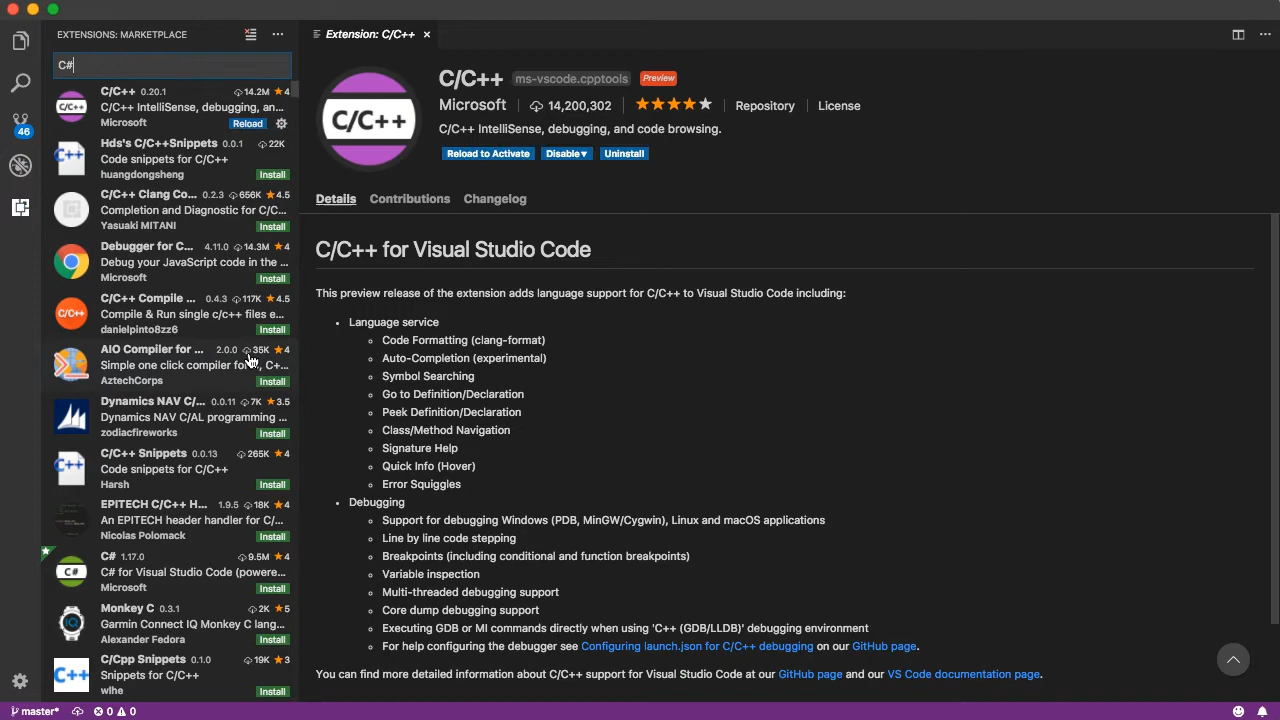 EXTENSIONS: MARKETPLACE
Extension: C/C++
C#
C/C++ 0.20.1 14.2M 4
C/C++ IntelliSense, debugging, an...
Microsoft Reload
Hds's C/C++Snippets 0.0.1 22K
Code snippets for C/C++
huangdongsheng Install
C/C++ Clang Co... 0.2.3 656K 4.5
Completion and Diagnostic for C/C...
Yasuaki MITANI Install
Debugger for C... 4.11.0 14.3M 4
Debug your JavaScript code in the ...
Microsoft Install
C/C++ Compile ... 0.4.3 117K 4.5
Compile & Run single c/c++ files e...
danielpinto8zz6 Install
AIO Compiler for ... 2.0.0 35K 4
Simple one click compiler for C+...
AztechCorps Install
Dynamics NAV C/... 0.0.11 7K 3.5
Dynamics NAV C/AL programming ...
zodiacfireworks Install
C/C++ Snippets 0.0.13 265K 4
Code snippets for C/C++
Harsh Install
EPITECH C/C++ H... 1.9.5 18K 4
An EPITECH header handler for C/...
Nicolas Polomack Install
C# 1.17.0 9.5M 4
C# for Visual Studio Code (powere...
Microsoft Install
Monkey C 0.3.1 2K 5
Garmin Connect IQ Monkey C lang...
Alexander Fedora Install
C/Cpp Snippets 0.1.0 19K 3
Snippets for C/C++
whe Install
46
C/C++
C/C++
C++
C/C++
C++
C#
C++
C/C++ ms-vscode.cpptools Preview
Microsoft 14,200,302 Repository License
C/C++ IntelliSense, debugging, and code browsing.
Reload to Activate Disable Uninstall
Details Contributions Changelog
C/C++ for Visual Studio Code
This preview release of the extension adds language support for C/C++ to Visual Studio Code including:
Language service
Code Formatting (clang-format)
Auto-Completion (experimental)
Symbol Searching
Go to Definition/Declaration
Peek Definition/Declaration
Class/Method Navigation
Signature Help
Quick Info (Hover)
Error Squiggles
Debugging
Support for debugging Windows (PDB, MinGW/Cygwin), Linux and macOS applications
Line by line code stepping
Breakpoints (including conditional and function breakpoints)
Variable inspection
Multi-threaded debugging support
Core dump debugging support
Executing GDB or MI commands directly when using 'C++ (GDB/LLDB)' debugging environment
For help configuring the debugger see Configuring launch.json for C/C++ debugging on our GitHub page.
You can find more detailed information about C/C++ support for Visual Studio Code at our GitHub page and our VS Code documentation page.
master* 0 0